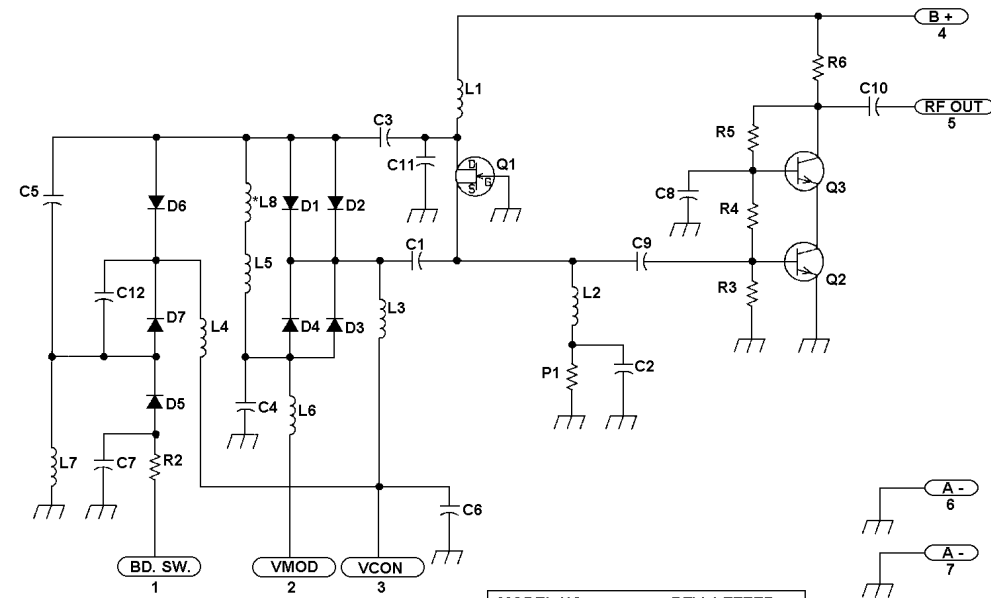 B +
4
R6
L1
C10
RF OUT
5
C3
R5
C11
D
Q1
S
G
Q3
C5
*L8
D1
D2
D6
C8
R4
C1
C9
L5
Q2
C12
L2
R3
L3
D7
L4
D4
D3
P1
C2
D5
C4
L6
L7
C7
R2
C6
A -
6
BD. SW.
1
VMOD
2
VCON
3
A -
7